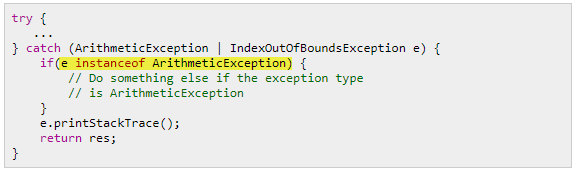 try {
   ...
} catch (ArithmeticException | IndexOutOfBoundsException e) {
    if(e instanceof ArithmeticException) {
        // Do something else if the exception type
        // is ArithmeticException
    }
    e.printStackTrace();
    return res;
}